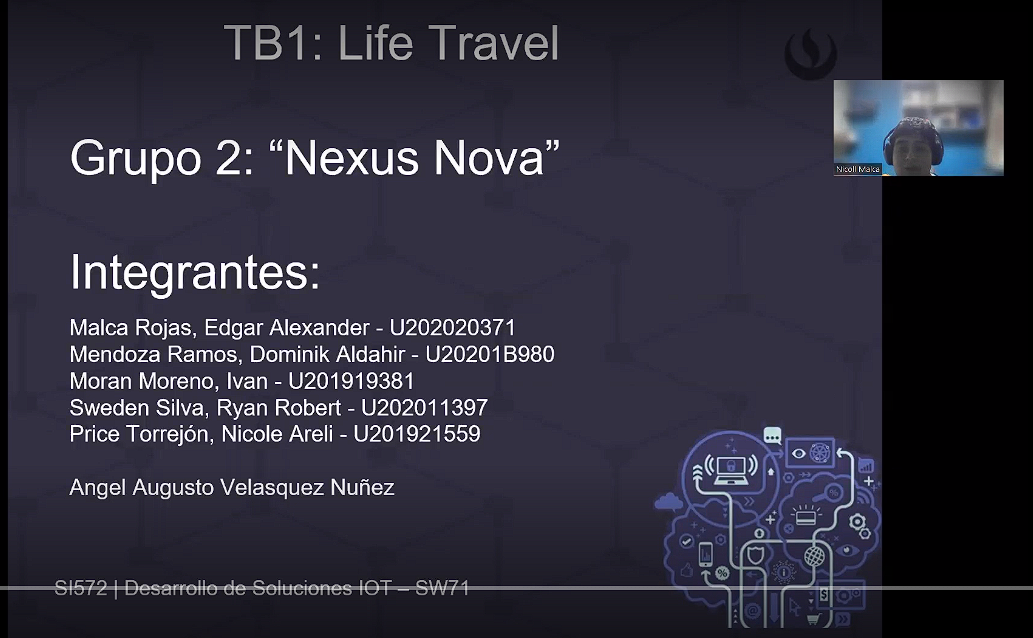 TB1: Life Travel
Grupo 2: “Nexus Nova”
Nicoll Malca
Integrantes:
Malca Rojas, Edgar Alexander - U202020371
Mendoza Ramos, Dominik Aldahir - U20201B980
Moran Moreno, Ivan - U201919381
Sweden Silva, Ryan Robert - U202011397
Price Torrejón, Nicole Areli - U201921559
Angel Augusto Velasquez Nuñez
SI572 | Desarrollo de Soluciones IOT – SW71